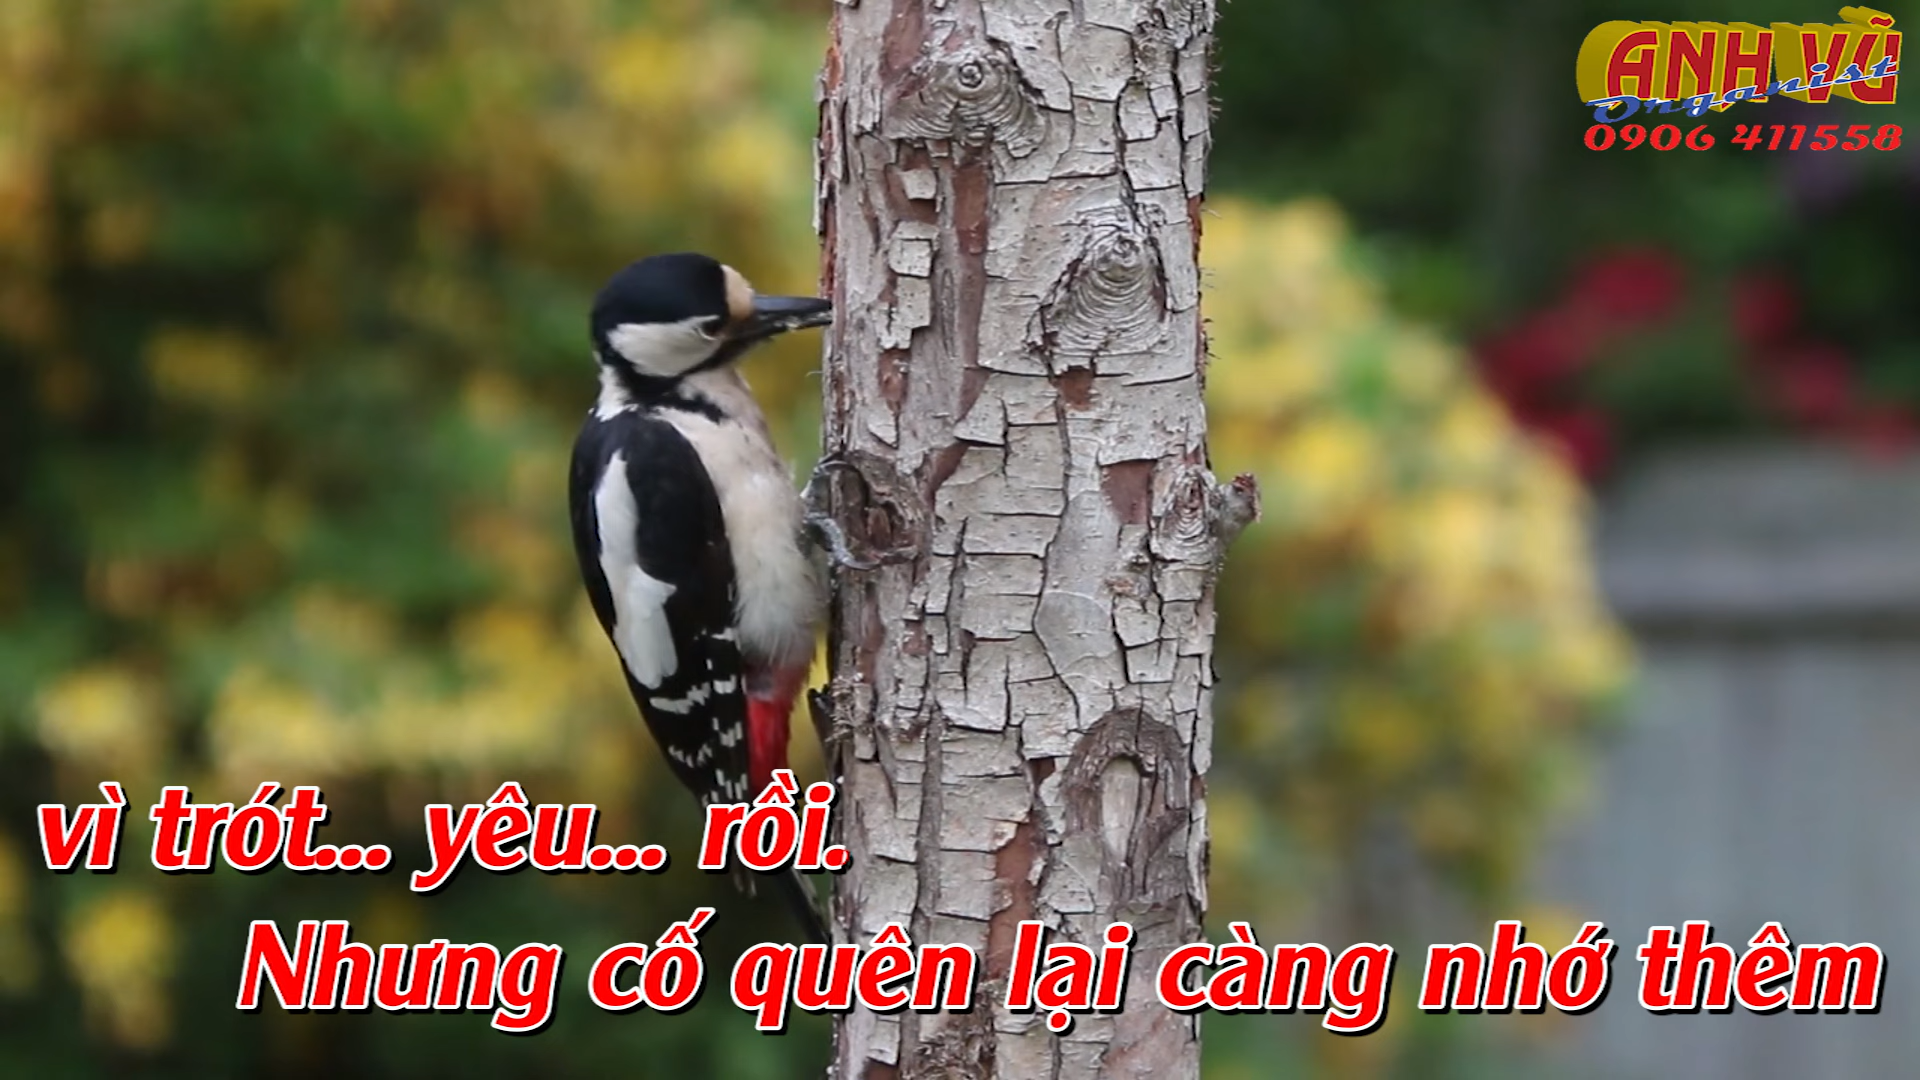 ANH VŨ
Organist
0906 411558
vì trót... yêu... rồi.
Nhưng cố quên lại càng nhớ thêm